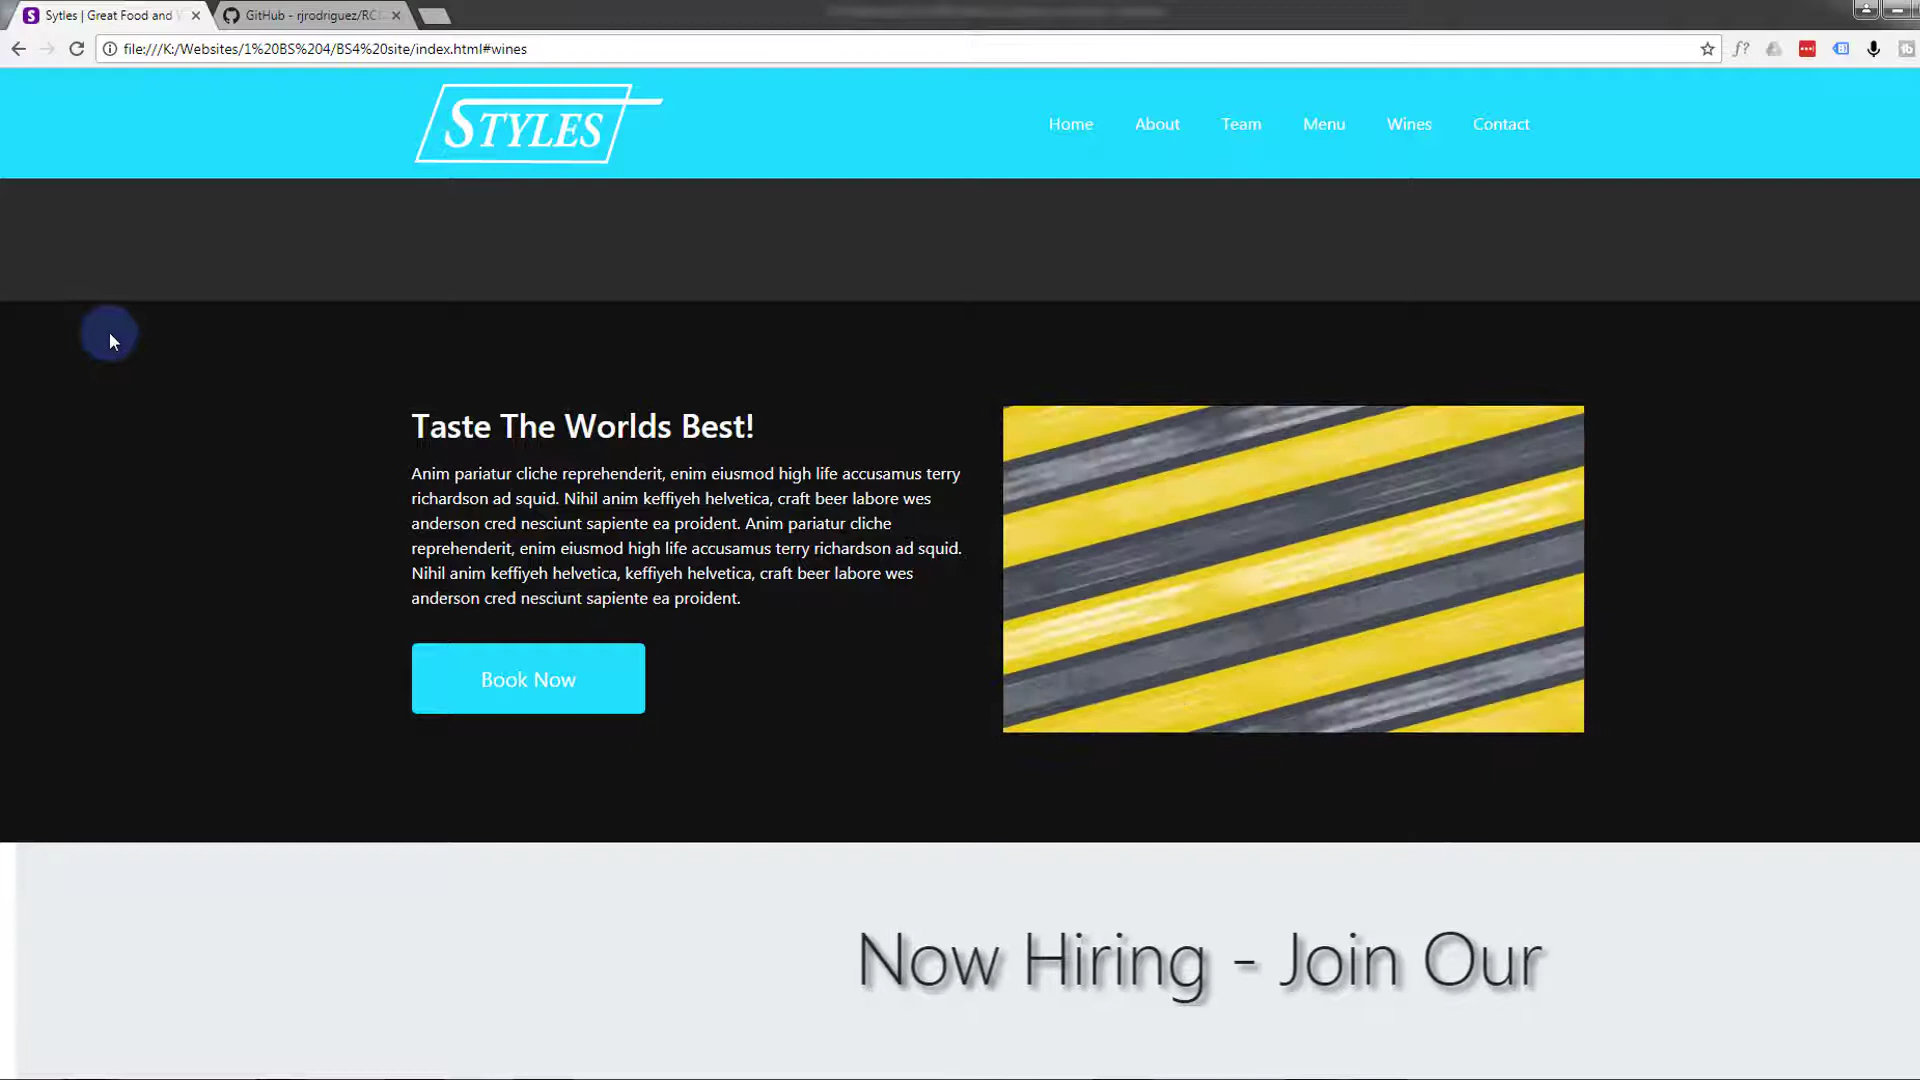 Sytles | Great Food and
GitHub - rjrodriguez/RC
file:///K:/Websites/1%20BS%204/BS4%20site/index.html#wines
f?
STYLES
Home About Team Menu Wines Contact
Taste The Worlds Best!
Anim pariatur cliche reprehenderit, enim eiusmod high life accusamus terry
richardson ad squid. Nihil anim keffiyeh helvetica, craft beer labore wes
anderson cred nesciunt sapiente ea proident. Anim pariatur cliche
reprehenderit, enim eiusmod high life accusamus terry richardson ad squid.
Nihil anim keffiyeh helvetica, keffiyeh helvetica, craft beer labore wes
anderson cred nesciunt sapiente ea proident.
Book Now
Now Hiring - Join Our